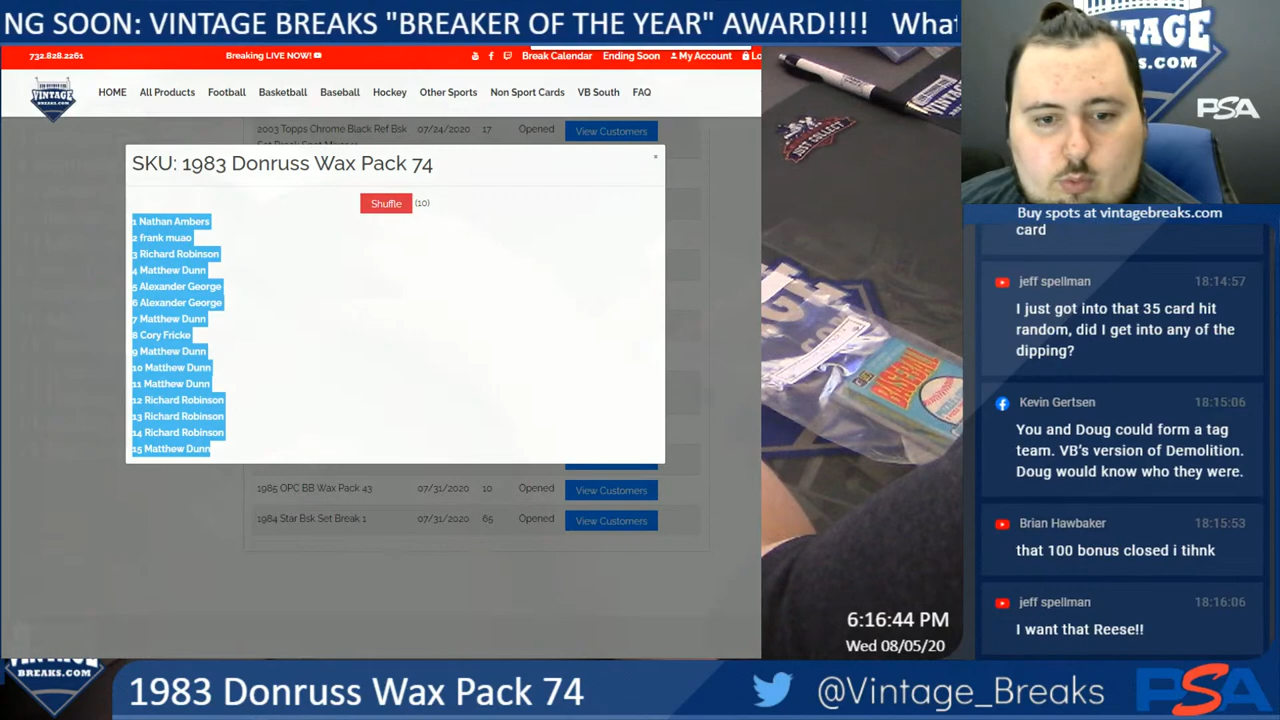 NG SOON: VINTAGE BREAKS "BREAKER OF THE YEAR" AWARD!!!! Wha
732.828.2261
Breaking LIVE NOW!
Break Calendar
Ending Soon
My Account
Lo
VINTAGE
BREAKS.COM
HOME
All Products
Football
Basketball
Baseball
Hockey
Other Sports
Non Sport Cards
VB South
FAQ
2003 Topps Chrome Black Ref Bsk
07/24/2020
17
Opened
View Customers
SKU: 1983 Donruss Wax Pack 74
×
Shuffle
(10)
1 Nathan Ambers
2 frank muao
3 Richard Robinson
4 Matthew Dunn
5 Alexander George
6 Alexander George
7 Matthew Dunn
8 Cory Fricke
9 Matthew Dunn
10 Matthew Dunn
11 Matthew Dunn
12 Richard Robinson
13 Richard Robinson
14 Richard Robinson
15 Matthew Dunn
1985 OPC BB Wax Pack 43
07/31/2020
10
Opened
View Customers
1984 Star Bsk Set Break 1
07/31/2020
65
Opened
View Customers
JUST COLLECT
BASEBALL
PSA
Buy spots at vintagebreaks.com
card
jeff spellman
18:14:57
I just got into that 35 card hit
random, did I get into any of the
dipping?
Kevin Gertsen
18:15:06
You and Doug could form a tag
team. VB's version of Demolition.
Doug would know who they were.
Brian Hawbaker
18:15:53
that 100 bonus closed i tihnk
jeff spellman
18:16:06
I want that Reese!!
6:16:44 PM
Wed 08/05/20
BREAKS.COM
1983 Donruss Wax Pack 74
@Vintage_Breaks
PSA